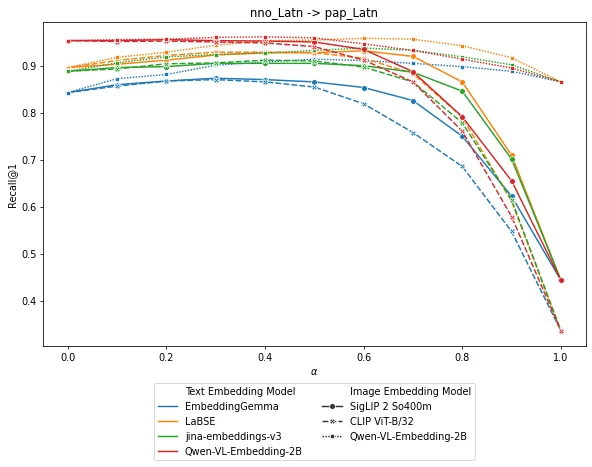 nno_Latn -> pap_Latn
Recall@1
0.9
0.8
0.7
0.6
0.5
0.4
0.0 0.2 0.4 0.6 0.8 1.0
α
Text Embedding Model Image Embedding Model
EmbeddingGemma SigLIP 2 So400m
LaBSE CLIP ViT-B/32
jina-embeddings-v3 Qwen-VL-Embedding-2B
Qwen-VL-Embedding-2B